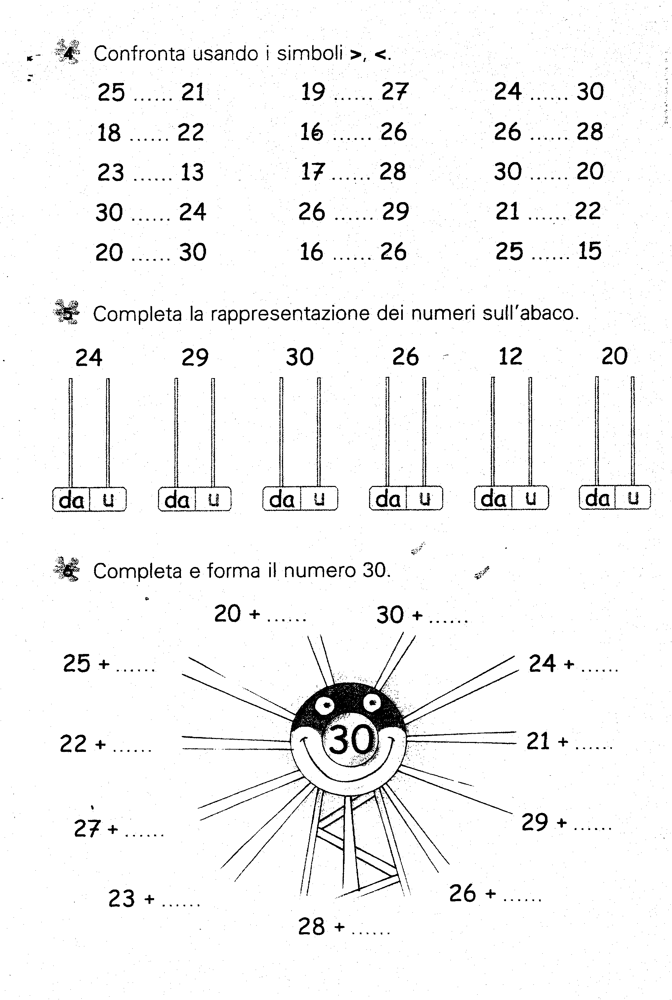 4 Confronta usando i simboli >, <.
25 ...... 21 19 ...... 27 24 ...... 30
18 ...... 22 16 ...... 26 26 ...... 28
23 ...... 13 17 ...... 28 30 ...... 20
30 ...... 24 26 ...... 29 21 ...... 22
20 ...... 30 16 ...... 26 25 ...... 15
5 Completa la rappresentazione dei numeri sull'abaco.
24 29 30 26 12 20
da u da u da u da u da u da u
6 Completa e forma il numero 30.
20 + ...... 30 + ......
25 + ...... 24 + ......
30
22 + ...... 21 + ......
27 + ...... 29 + ......
23 + ...... 26 + ......
28 + ......